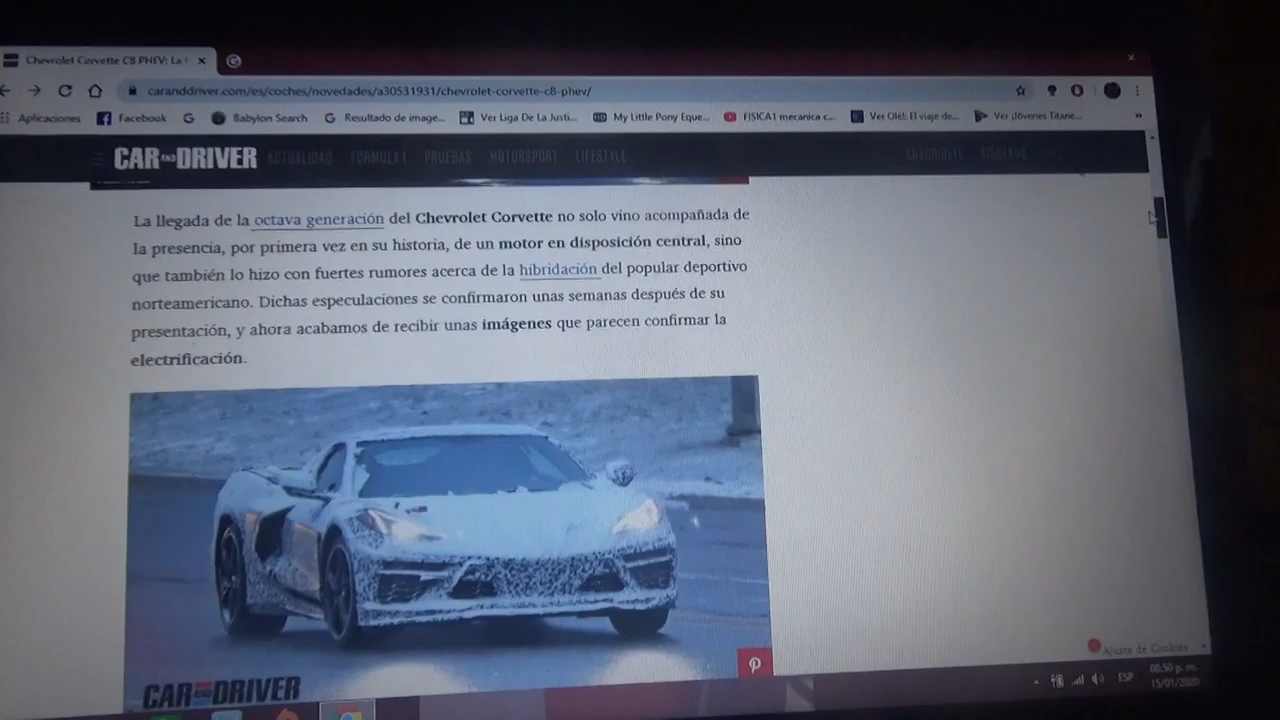 Chevrolet Corvette C8 PHEV: La
caranddriver.com/es/coches/novedades/a30531931/chevrolet-corvette-c8-phev/
Aplicaciones Facebook Babylon Search Resultado de image... Ver Liga De La Justi... My Little Pony Eque... FISICA1 mecanica c... Ver Olé!: El viaje de... Ver ¡Jóvenes Titane...
CAR AND DRIVER ACTUALIDAD FÓRMULA 1 PRUEBAS MOTORSPORT LIFESTYLE SUSCRÍBETE SÍGUENOS
La llegada de la octava generación del Chevrolet Corvette no solo vino acompañada de
la presencia, por primera vez en su historia, de un motor en disposición central, sino
que también lo hizo con fuertes rumores acerca de la hibridación del popular deportivo
norteamericano. Dichas especulaciones se confirmaron unas semanas después de su
presentación, y ahora acabamos de recibir unas imágenes que parecen confirmar la
electrificación.
CAR AND DRIVER
Ajuste de Cookies
ESP
08:50 p. m.
15/01/2020